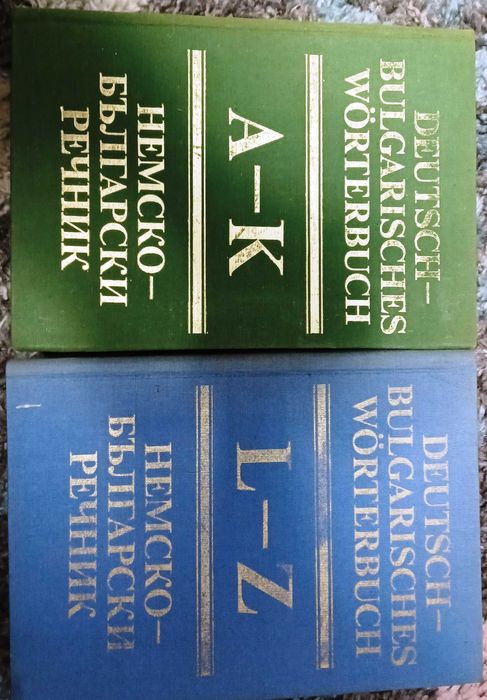 DEUTSCH—
BULGARISCHES
WÖRTERBUCH
A—K
НЕМСКО—
БЪЛГАРСКИ
РЕЧНИК
DEUTSCH—
BULGARISCHES
WÖRTERBUCH
L—Z
НЕМСКО—
БЪЛГАРСКИ
РЕЧНИК